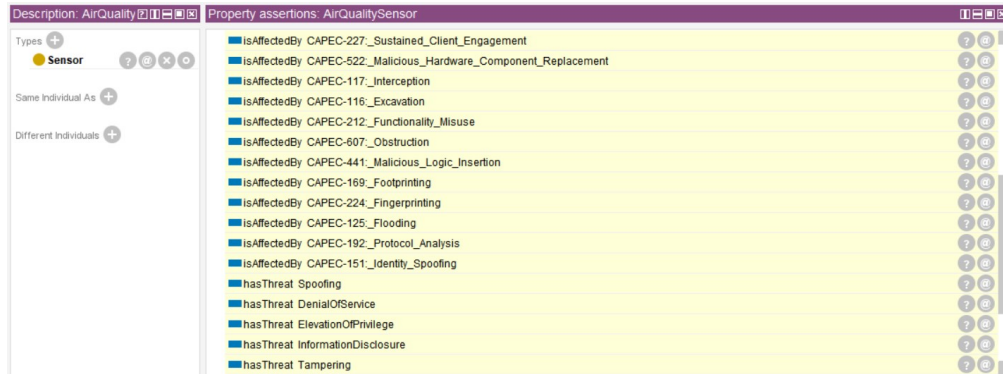 Description: AirQuality
Types
Sensor
Same Individual As
Different Individuals
Property assertions: AirQualitySensor
isAffectedBy CAPEC-227:_Sustained_Client_Engagement
isAffectedBy CAPEC-522:_Malicious_Hardware_Component_Replacement
isAffectedBy CAPEC-117:_Interception
isAffectedBy CAPEC-116:_Excavation
isAffectedBy CAPEC-212:_Functionality_Misuse
isAffectedBy CAPEC-607:_Obstruction
isAffectedBy CAPEC-441:_Malicious_Logic_Insertion
isAffectedBy CAPEC-169:_Footprinting
isAffectedBy CAPEC-224:_Fingerprinting
isAffectedBy CAPEC-125:_Flooding
isAffectedBy CAPEC-192:_Protocol_Analysis
isAffectedBy CAPEC-151:_Identity_Spoofing
hasThreat Spoofing
hasThreat DenialOfService
hasThreat ElevationOfPrivilege
hasThreat InformationDisclosure
hasThreat Tampering